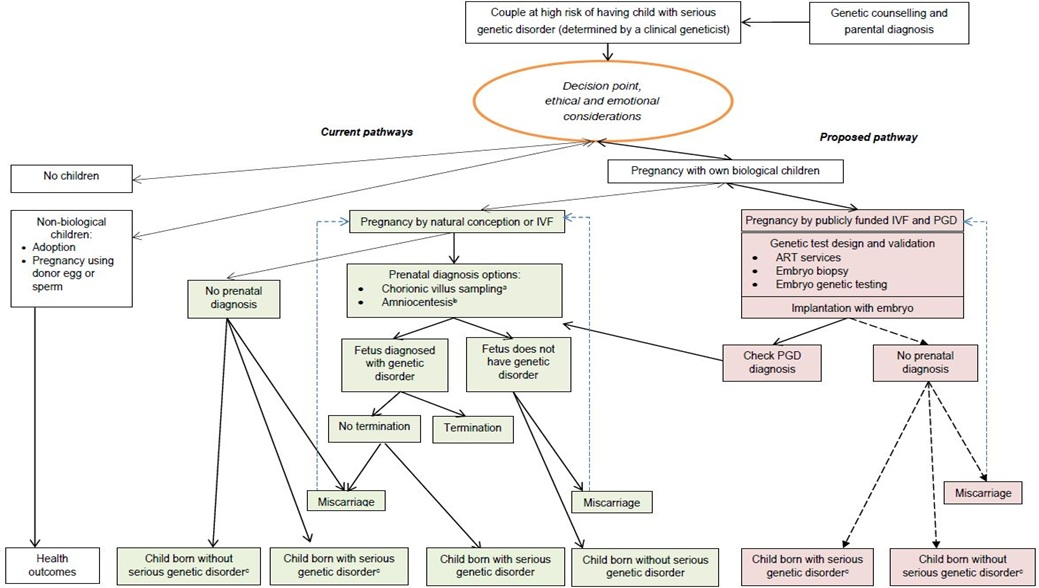 Couple at high risk of having child with serious
genetic disorder (determined by a clinical geneticist)
Genetic counselling and
parental diagnosis
Decision point,
ethical and emotional
considerations
Current pathways
Proposed pathway
No children
Pregnancy with own biological children
Non-biological
children:
• Adoption
• Pregnancy using
donor egg or
sperm
Pregnancy by natural conception or IVF
Pregnancy by publicly funded IVF and PGD
Genetic test design and validation
• ART services
• Embryo biopsy
• Embryo genetic testing
Implantation with embryo
No prenatal
diagnosis
Prenatal diagnosis options:
• Chorionic villus samplingᵃ
• Amniocentesisᵇ
Fetus diagnosed
with genetic
disorder
Fetus does not
have genetic
disorder
Check PGD
diagnosis
No prenatal
diagnosis
No termination
Termination
Miscarriage
Miscarriage
Miscarriage
Health
outcomes
Child born without
serious genetic disorderᶜ
Child born with serious
genetic disorderᶜ
Child born with serious
genetic disorder
Child born without
serious genetic disorder
Child born with serious
genetic disorderᶜ
Child born without
serious genetic disorderᶜ